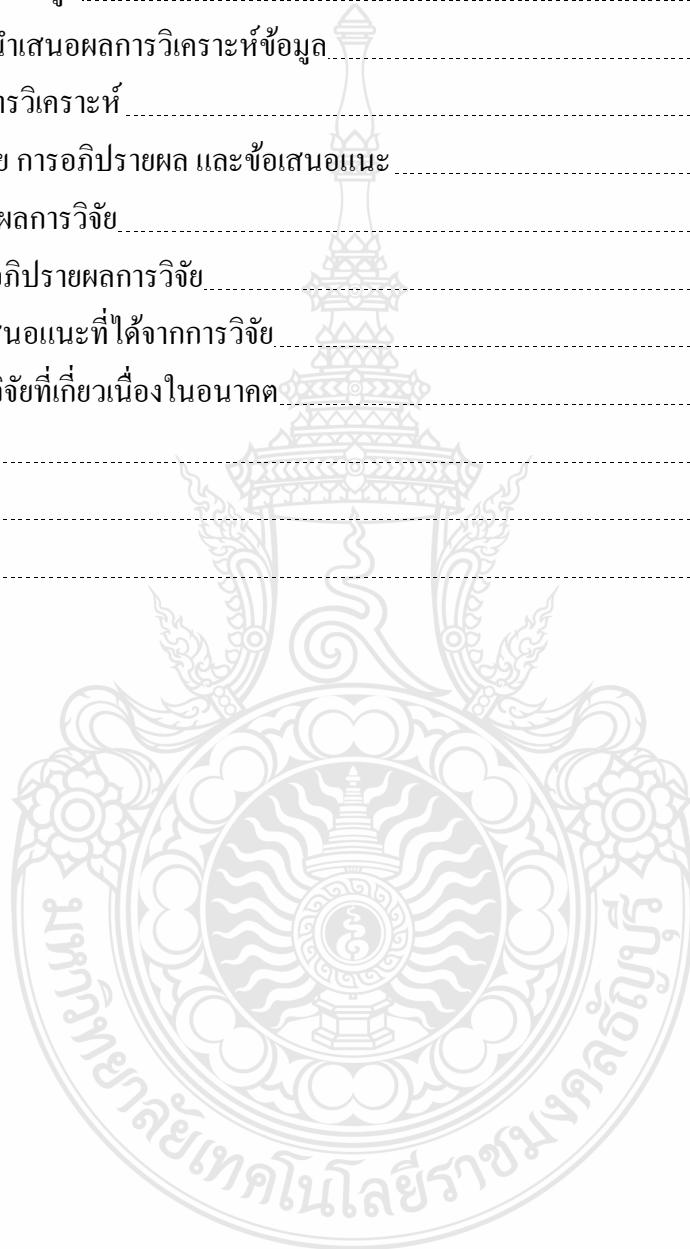 นำเสนอผลการวิเคราะห์ข้อมูล
การวิเคราะห์
การอภิปรายผล และข้อเสนอแนะ
ผลการวิจัย
อภิปรายผลการวิจัย
เสนอแนะที่ได้จากการวิจัย
วิจัยที่เกี่ยวเนื่องในอนาคต
มหาวิทยาลัยเทคโนโลยีราชมงคลธัญบุรี